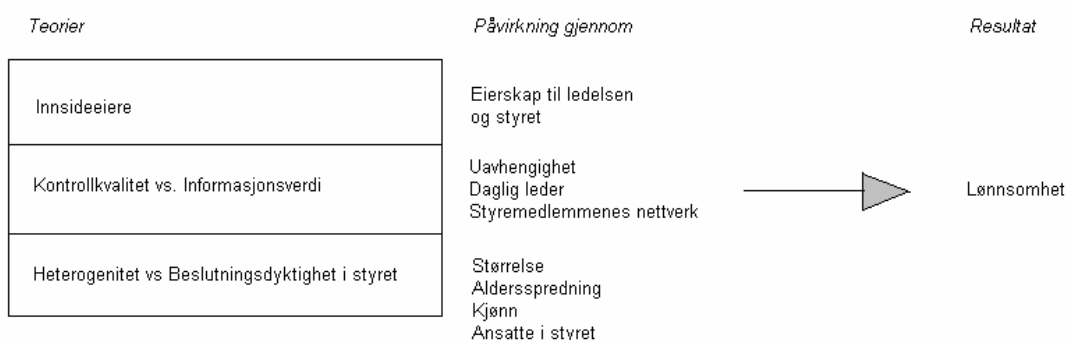 Teorier
Påvirkning gjennom
Resultat
Innsideeiere
Eierskap til ledelsen
og styret
Kontrollkvalitet vs. Informasjonsverdi
Uavhengighet
Daglig leder
Styremedlemmenes nettverk
Lønnsomhet
Heterogenitet vs Beslutningsdyktighet i styret
Størrelse
Aldersspredning
Kjønn
Ansatte i styret